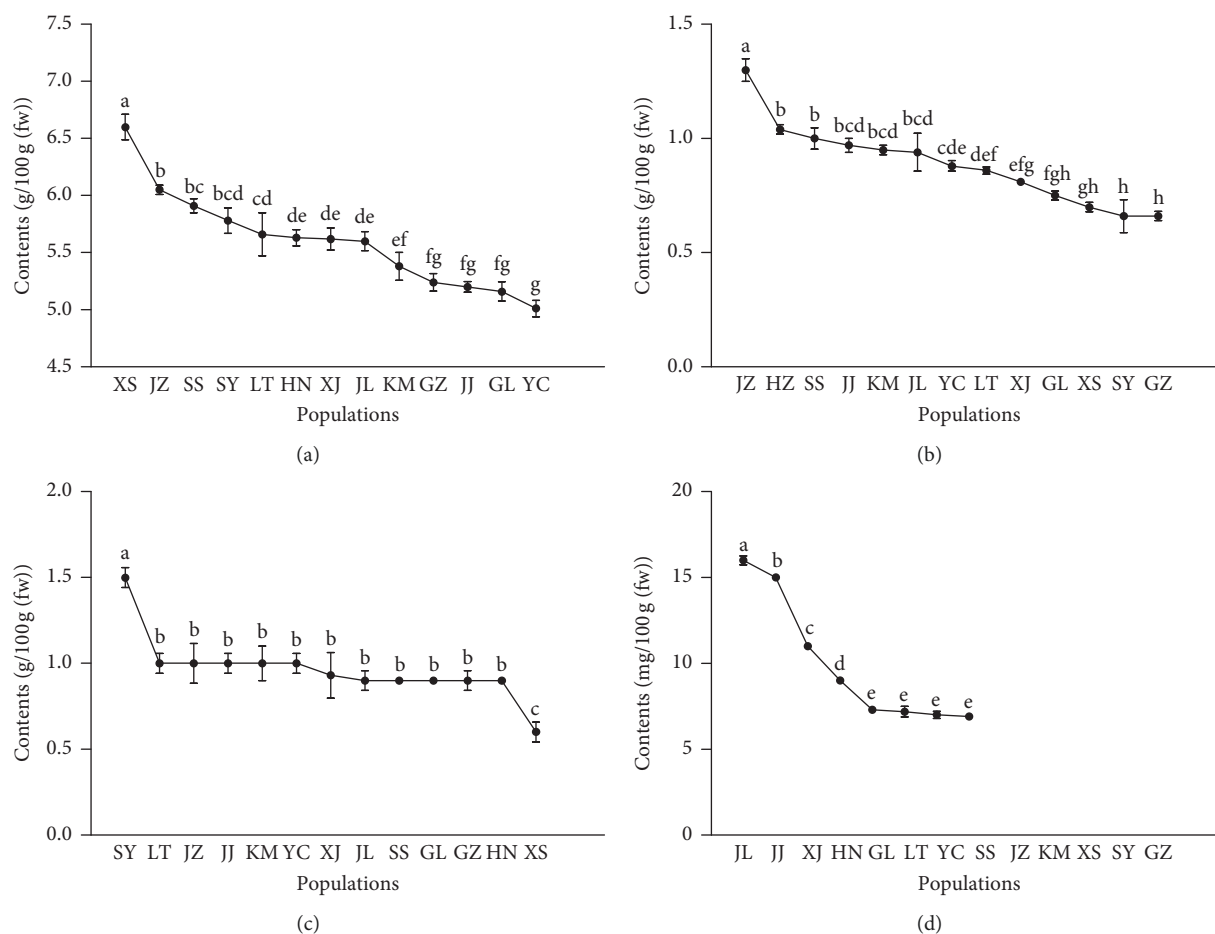 7.5
7.0
6.5
6.0
5.5
5.0
4.5
Contents (g/100 g (fw))
a
b
bc
bcd
cd
de
de
de
ef
fg
fg
fg
g
XS JZ SS SY LT HN XJ JL KM GZ JJ GL YC
Populations
(a)
1.5
1.0
0.5
0.0
Contents (g/100 g (fw))
a
b
b
bcd
bcd
bcd
cde
def
efg
fgh
gh
h
h
JZ HZ SS JJ KM JL YC LT XJ GL XS SY GZ
Populations
(b)
2.0
1.5
1.0
0.5
0.0
Contents (g/100 g (fw))
a
b
b
b
b
b
b
b
b
b
b
b
c
SY LT JZ JJ KM YC XJ JL SS GL GZ HN XS
Populations
(c)
20
15
10
5
0
Contents (mg/100 g (fw))
a
b
c
d
e
e
e
e
JL JJ XJ HN GL LT YC SS JZ KM XS SY GZ
Populations
(d)